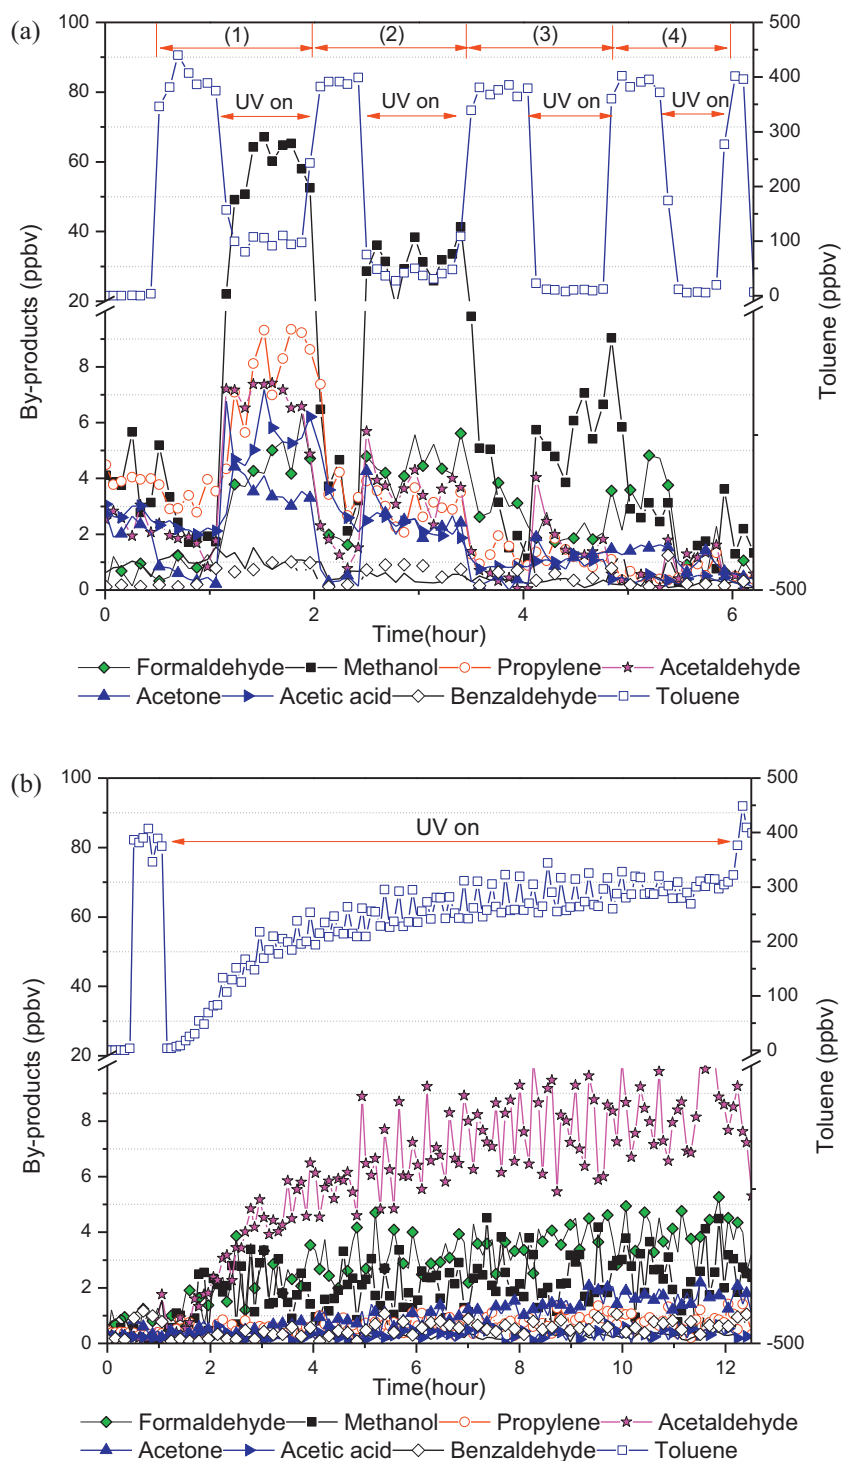 (a)
100
500
(1)
(2)
(3)
(4)
80
400
UV on
UV on
UV on
UV on
300
60
200
40
100
20
0
8
6
4
2
0
-500
0
2
4
6
By-products (ppbv)
Toluene (ppbv)
Time(hour)
Formaldehyde
Methanol
Propylene
Acetaldehyde
Acetone
Acetic acid
Benzaldehyde
Toluene
(b)
100
500
UV on
80
400
300
60
200
40
100
20
0
8
6
4
2
0
-500
0
2
4
6
8
10
12
By-products (ppbv)
Toluene (ppbv)
Time(hour)
Formaldehyde
Methanol
Propylene
Acetaldehyde
Acetone
Acetic acid
Benzaldehyde
Toluene